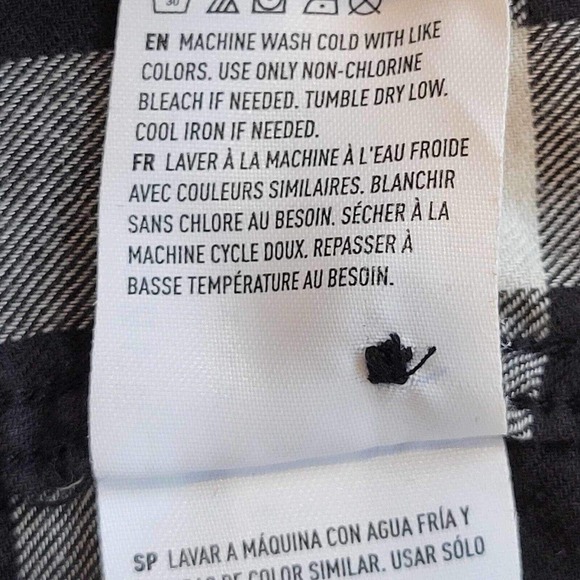 30
EN MACHINE WASH COLD WITH LIKE
COLORS. USE ONLY NON-CHLORINE
BLEACH IF NEEDED. TUMBLE DRY LOW.
COOL IRON IF NEEDED.
FR LAVER À LA MACHINE À L'EAU FROIDE
AVEC COULEURS SIMILAIRES. BLANCHIR
SANS CHLORE AU BESOIN. SÉCHER À LA
MACHINE CYCLE DOUX. REPASSER À
BASSE TEMPÉRATURE AU BESOIN.
SP LAVAR A MÁQUINA CON AGUA FRÍA Y
DE COLOR SIMILAR. USAR SÓLO